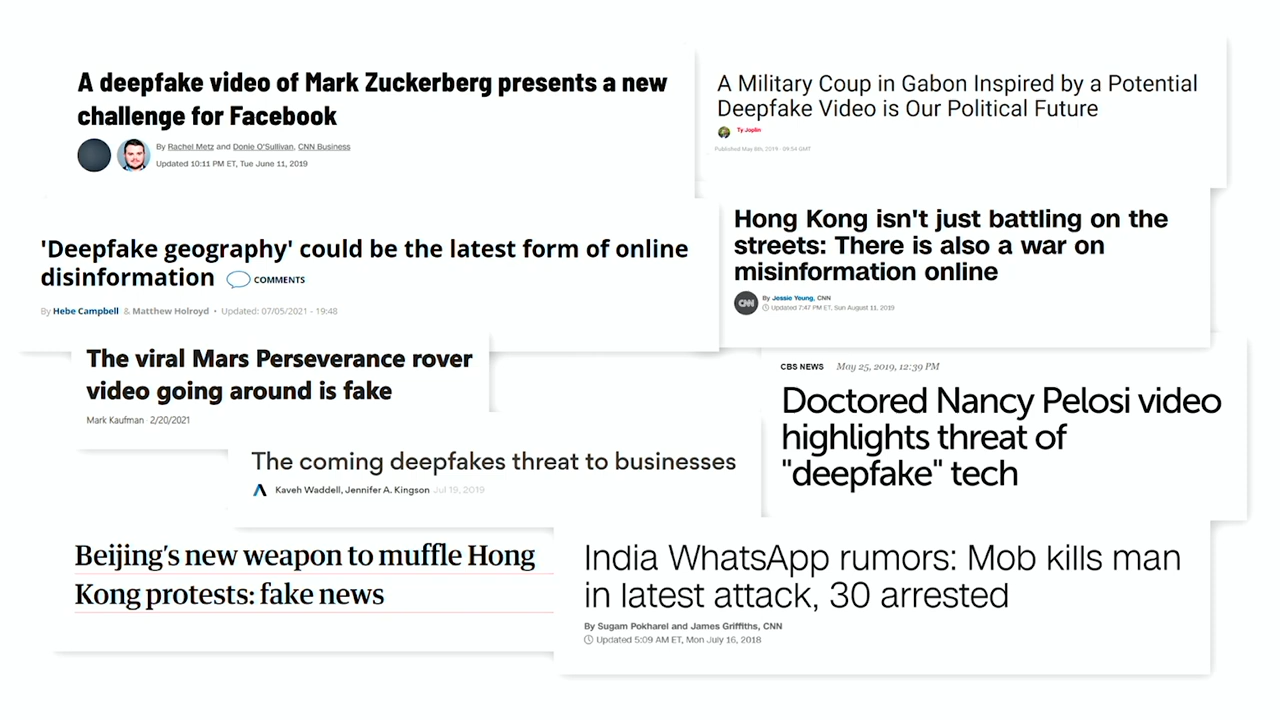 A deepfake video of Mark Zuckerberg presents a new
challenge for Facebook
By Rachel Metz and Donie O'Sullivan, CNN Business
Updated 10:11 PM ET, Tue June 11, 2019
A Military Coup in Gabon Inspired by a Potential
Deepfake Video is Our Political Future
Ty Joplin
Published May 8th, 2019 - 09:54 GMT
'Deepfake geography' could be the latest form of online
disinformation COMMENTS
By Hebe Campbell & Matthew Holroyd • Updated: 07/05/2021 - 19:48
Hong Kong isn't just battling on the
streets: There is also a war on
misinformation online
CNN
By Jessie Yeung, CNN
Updated 7:47 PM ET, Sun August 11, 2019
The viral Mars Perseverance rover
video going around is fake
Mark Kaufman · 2/20/2021
CBS NEWS May 25, 2019, 12:39 PM
Doctored Nancy Pelosi video
highlights threat of
"deepfake" tech
The coming deepfakes threat to businesses
Kaveh Waddell, Jennifer A. Kingson Jul 19, 2019
Beijing's new weapon to muffle Hong
Kong protests: fake news
India WhatsApp rumors: Mob kills man
in latest attack, 30 arrested
By Sugam Pokharel and James Griffiths, CNN
Updated 5:09 AM ET, Mon July 16, 2018